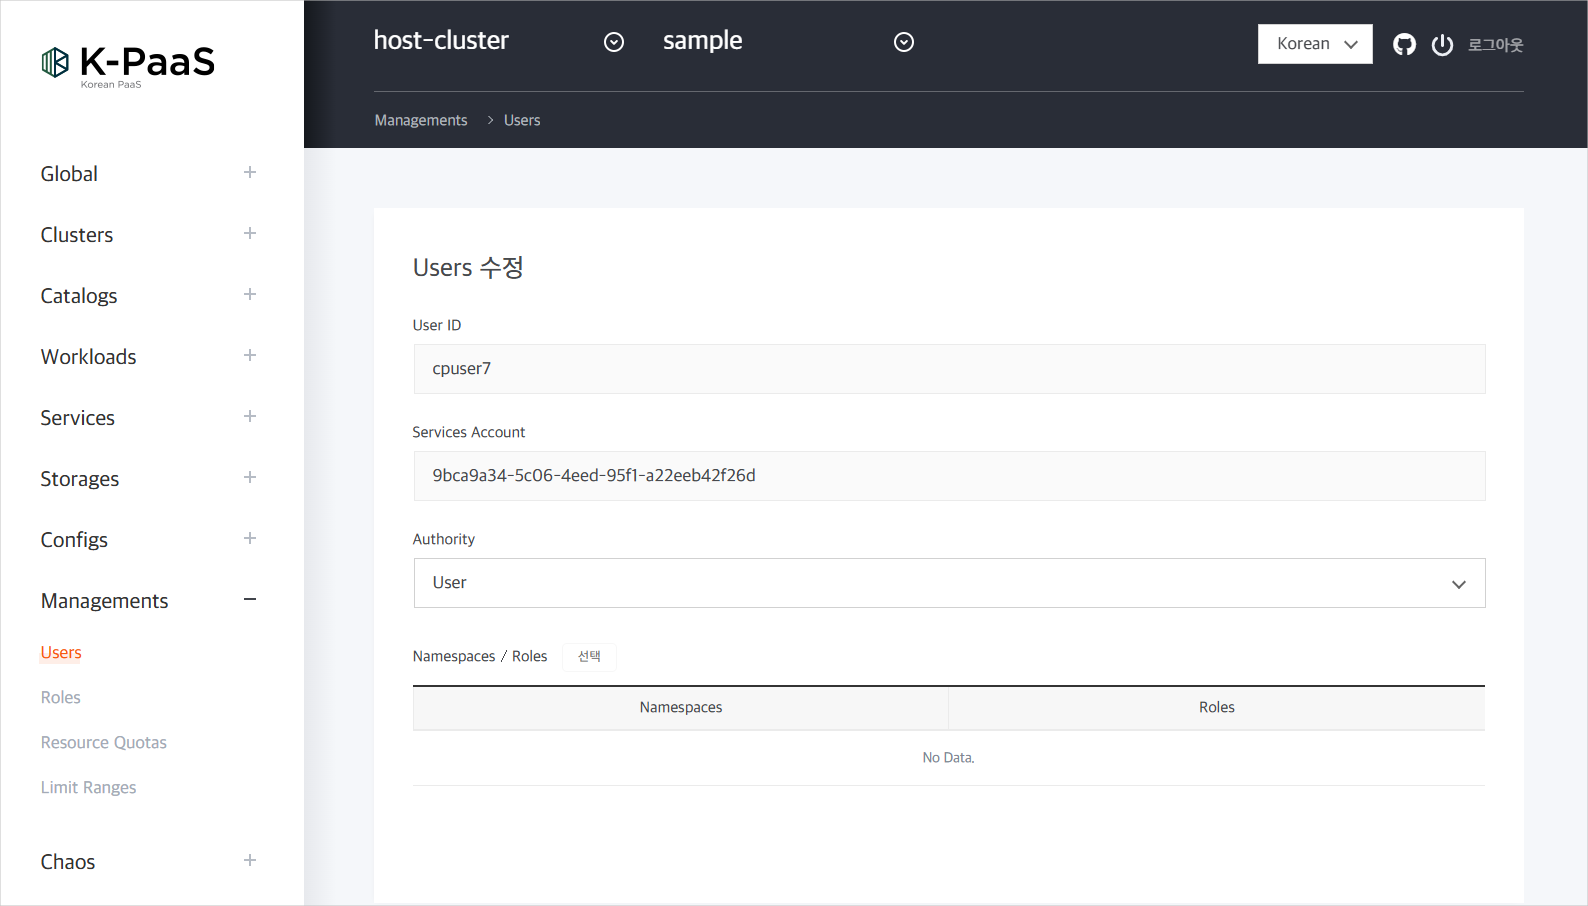 K-PaaS
Korean PaaS
host-cluster
sample
Korean
로그아웃
Managements > Users
Global
Clusters
Catalogs
Workloads
Services
Storages
Configs
Managements
Users
Roles
Resource Quotas
Limit Ranges
Chaos
Users 수정
User ID
cpuser7
Services Account
9bca9a34-5c06-4eed-95f1-a22eeb42f26d
Authority
User
Namespaces / Roles 선택
Namespaces Roles
No Data.